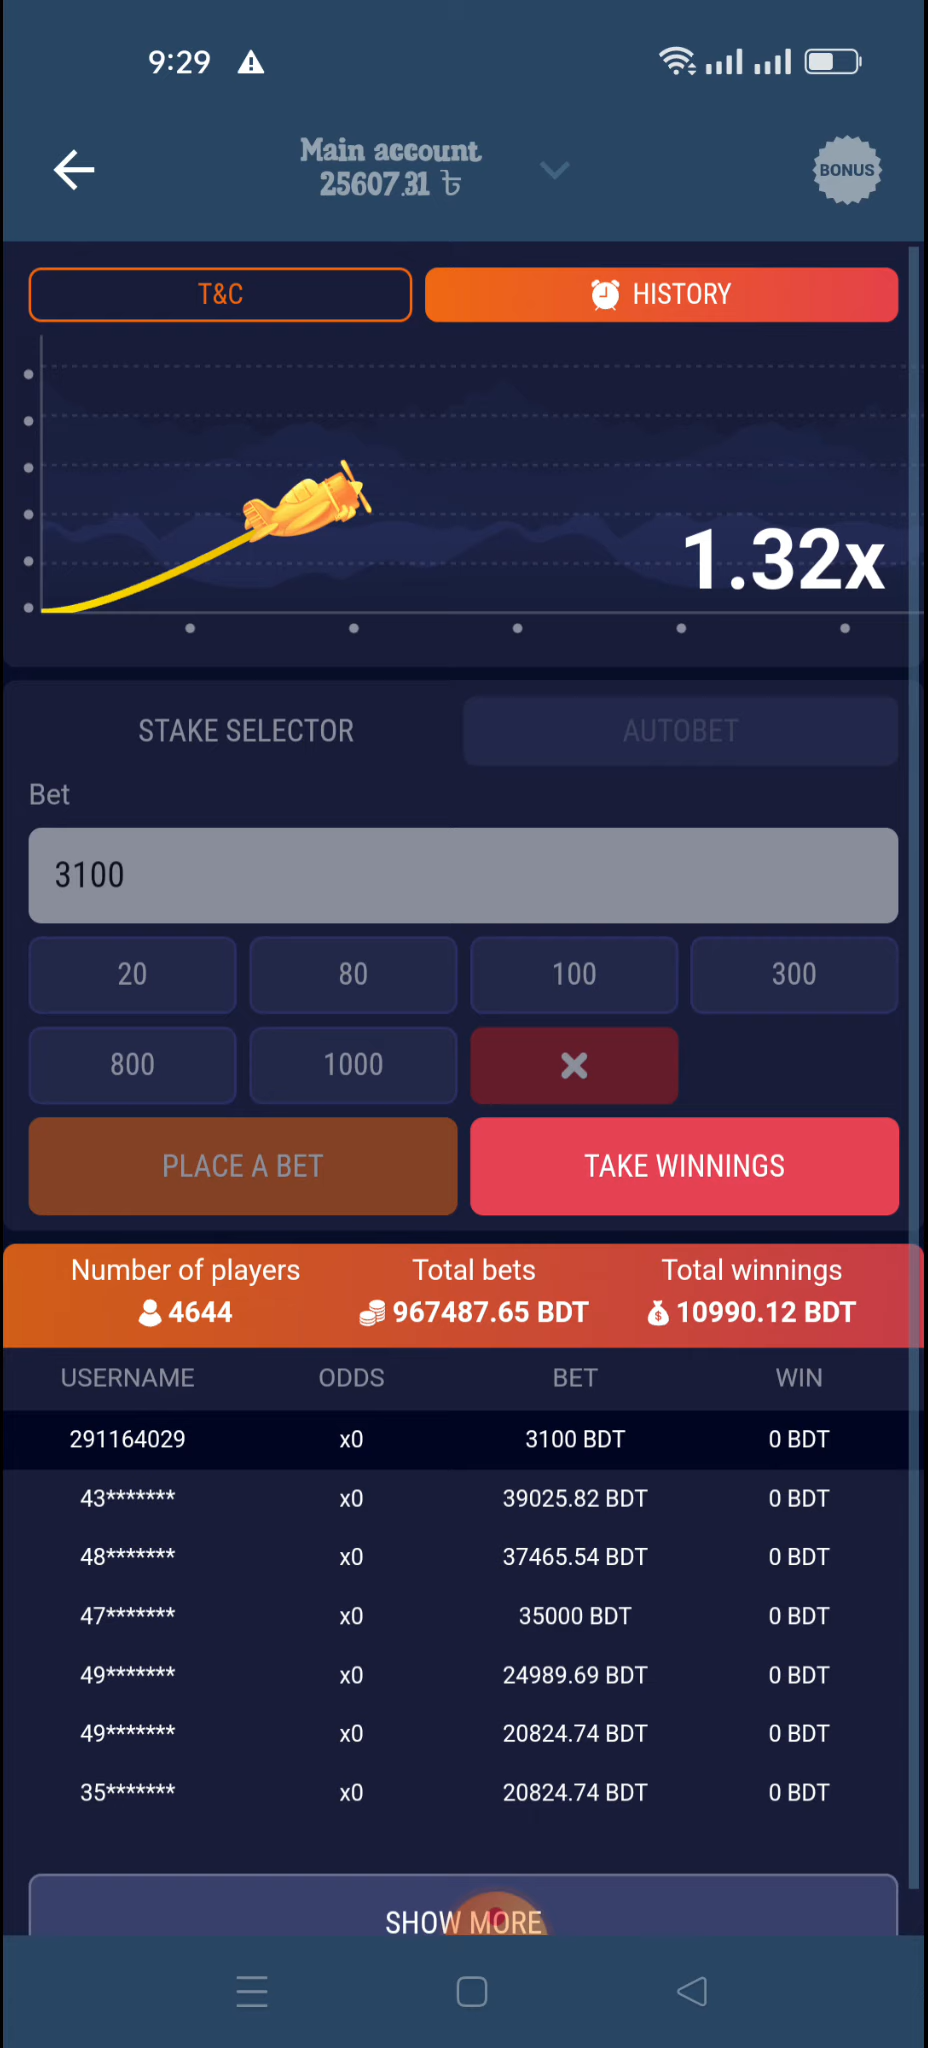 9:29
Main account
25607.31 ৳
BONUS
T&C
HISTORY
1.32x
STAKE SELECTOR
AUTOBET
Bet
3100
20 80 100 300
800 1000
PLACE A BET
TAKE WINNINGS
Number of players Total bets Total winnings
4644 967487.65 BDT 10990.12 BDT
USERNAME ODDS BET WIN
291164029 x0 3100 BDT 0 BDT
43******* x0 39025.82 BDT 0 BDT
48******* x0 37465.54 BDT 0 BDT
47******* x0 35000 BDT 0 BDT
49******* x0 24989.69 BDT 0 BDT
49******* x0 20824.74 BDT 0 BDT
35******* x0 20824.74 BDT 0 BDT
SHOW MORE